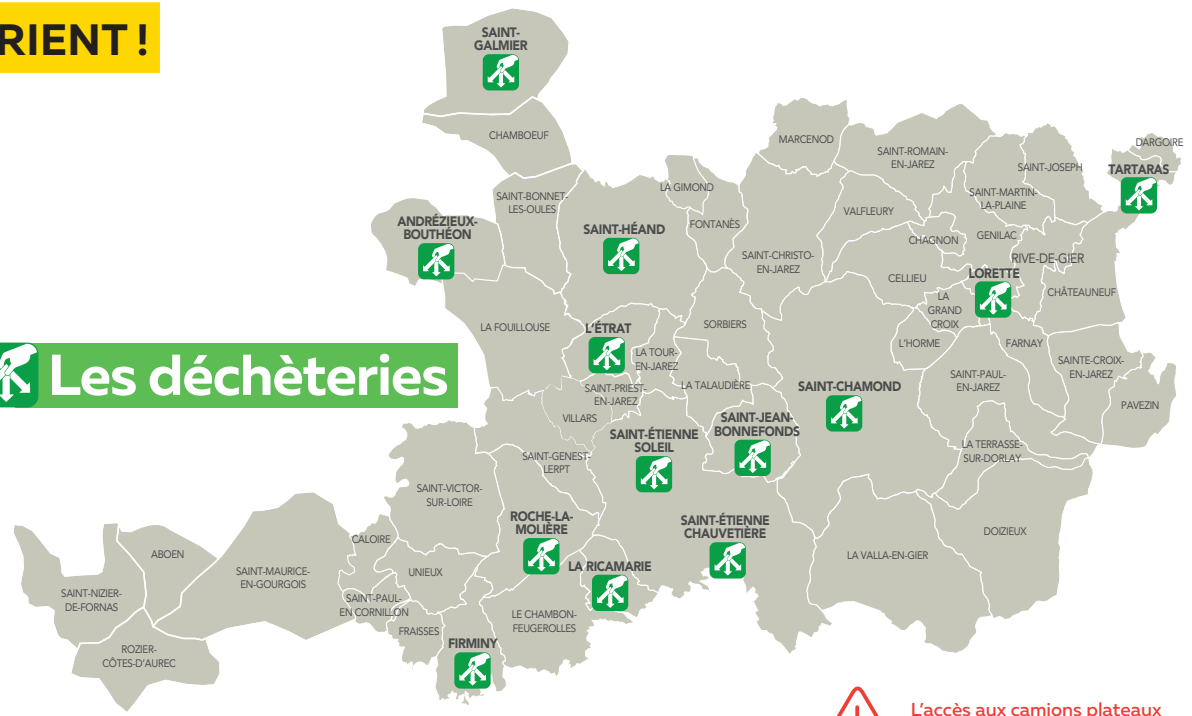 RIENT !
SAINT-
GALMIER
CHAMBOEUF
MARCENOD
DARGOIRE
SAINT-ROMAIN-
EN-JAREZ
SAINT-JOSEPH
TARTARAS
LA GIMOND
SAINT-BONNET-
LES-OULES
SAINT-MARTIN-
LA-PLAINE
ANDRÉZIEUX-
BOUTHÉON
SAINT-HÉAND
FONTANÈS
VALFLEURY
CHAGNON
GENILAC
SAINT-CHRISTO-
EN-JAREZ
RIVE-DE-GIER
CELLIEU
LORETTE
CHÂTEAUNEUF
LA
GRAND
CROIX
LA FOUILLOUSE
L'ÉTRAT
SORBIERS
L'HORME
FARNAY
LA TOUR-
EN-JAREZ
SAINTE-CROIX-
EN-JAREZ
Les déchèteries
SAINT-PRIEST-
EN-JAREZ
LA TALAUDIÈRE
SAINT-CHAMOND
SAINT-PAUL-
EN-JAREZ
PAVEZIN
VILLARS
SAINT-JEAN-
BONNEFONDS
SAINT-ÉTIENNE
SOLEIL
LA TERRASSE-
SUR-DORLAY
SAINT-GENEST-
LERPT
SAINT-VICTOR-
SUR-LOIRE
ROCHE-LA-
MOLIÈRE
SAINT-ÉTIENNE
CHAUVETIÈRE
DOIZIEUX
CALOIRE
ABOEN
LA VALLA-EN-GIER
SAINT-MAURICE-
EN-GOURGOIS
UNIEUX
LA RICAMARIE
SAINT-NIZIER-
DE-FORNAS
SAINT-PAUL-
EN CORNILLON
LE CHAMBON-
FEUGEROLLES
FRAISSES
FIRMINY
ROZIER-
CÔTES-D'AUREC
L'accès aux camions plateaux